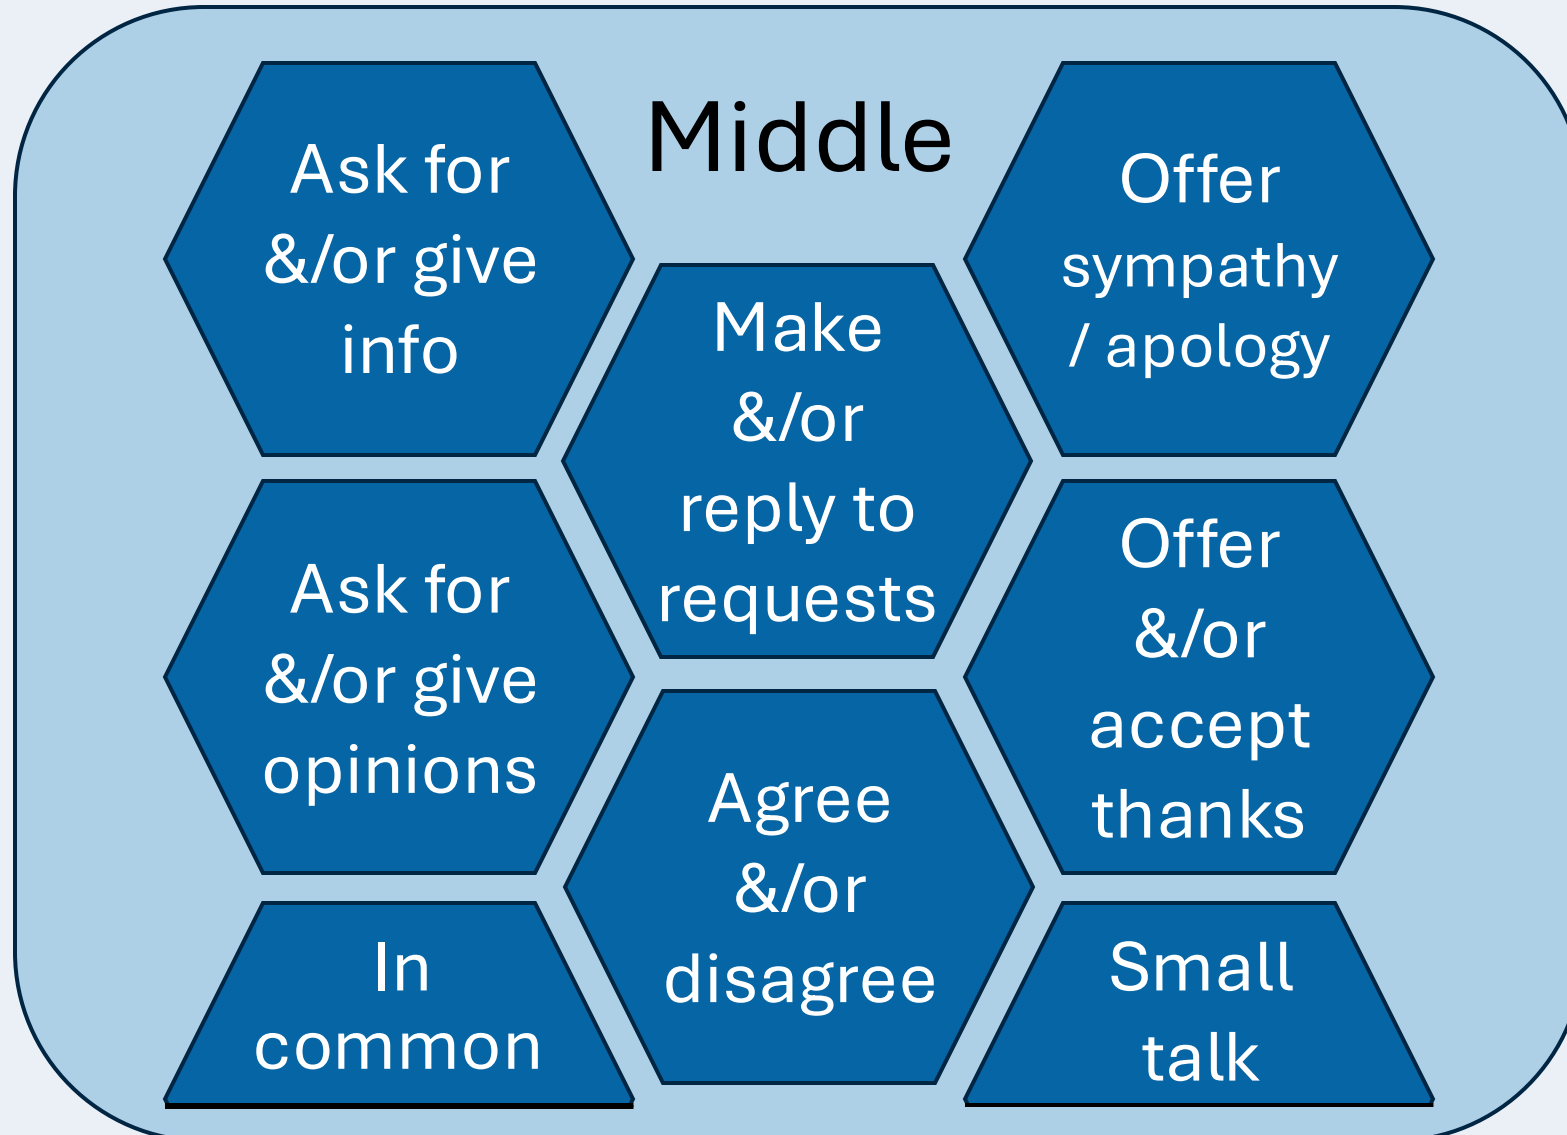 Middle
Ask for
&/or give
info
Make
&/or
reply to
requests
Offer
sympathy
/ apology
Ask for
&/or give
opinions
Agree
&/or
disagree
Offer
&/or
accept
thanks
In
common
Small
talk